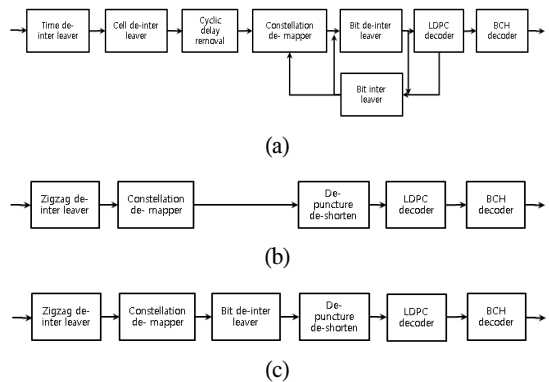 Time de-
inter leaver
Cell de-inter
leaver
Cyclic
delay
removal
Constellation
de- mapper
Bit de-inter
leaver
LDPC
decoder
BCH
decoder
Bit inter
leaver
(a)
Zigzag de-
inter leaver
Constellation
de- mapper
De-
puncture
de-shorten
LDPC
decoder
BCH
decoder
(b)
Zigzag de-
inter leaver
Constellation
de- mapper
Bit de-inter
leaver
De-
puncture
de-shorten
LDPC
decoder
BCH
decoder
(c)